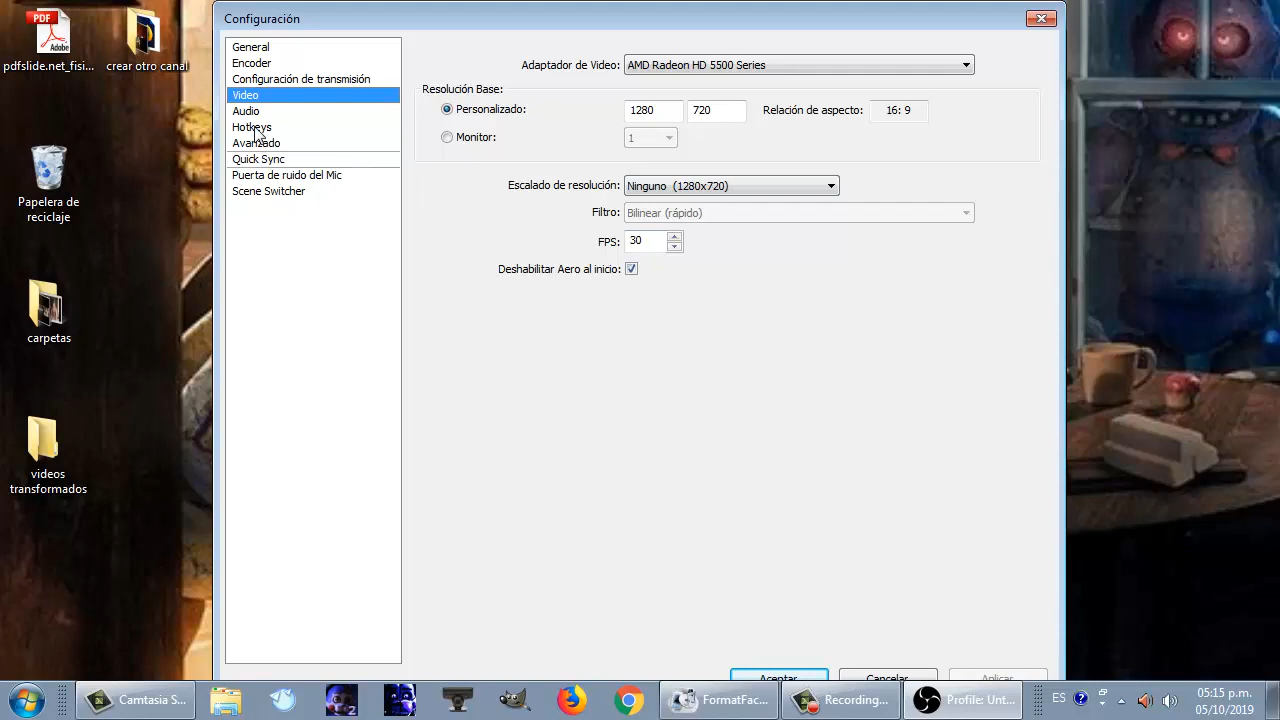 PDF
Adobe
pdfslide.net_fisi...
crear otro canal
Papelera de
reciclaje
carpetas
videos
transformados
Configuración
General
Encoder
Configuración de transmisión
Video
Audio
Hotkeys
Avanzado
Quick Sync
Puerta de ruido del Mic
Scene Switcher
Adaptador de Video: AMD Radeon HD 5500 Series
Resolución Base:
Personalizado: 1280 720 Relación de aspecto: 16: 9
Monitor: 1
Escalado de resolución: Ninguno (1280x720)
Filtro: Bilinear (rápido)
FPS: 30
Deshabilitar Aero al inicio:
Aceptar Cancelar Aplicar
Camtasia S... 2 FormatFac... Recording... Profile: Unt... ES 05:15 p.m.
05/10/2019